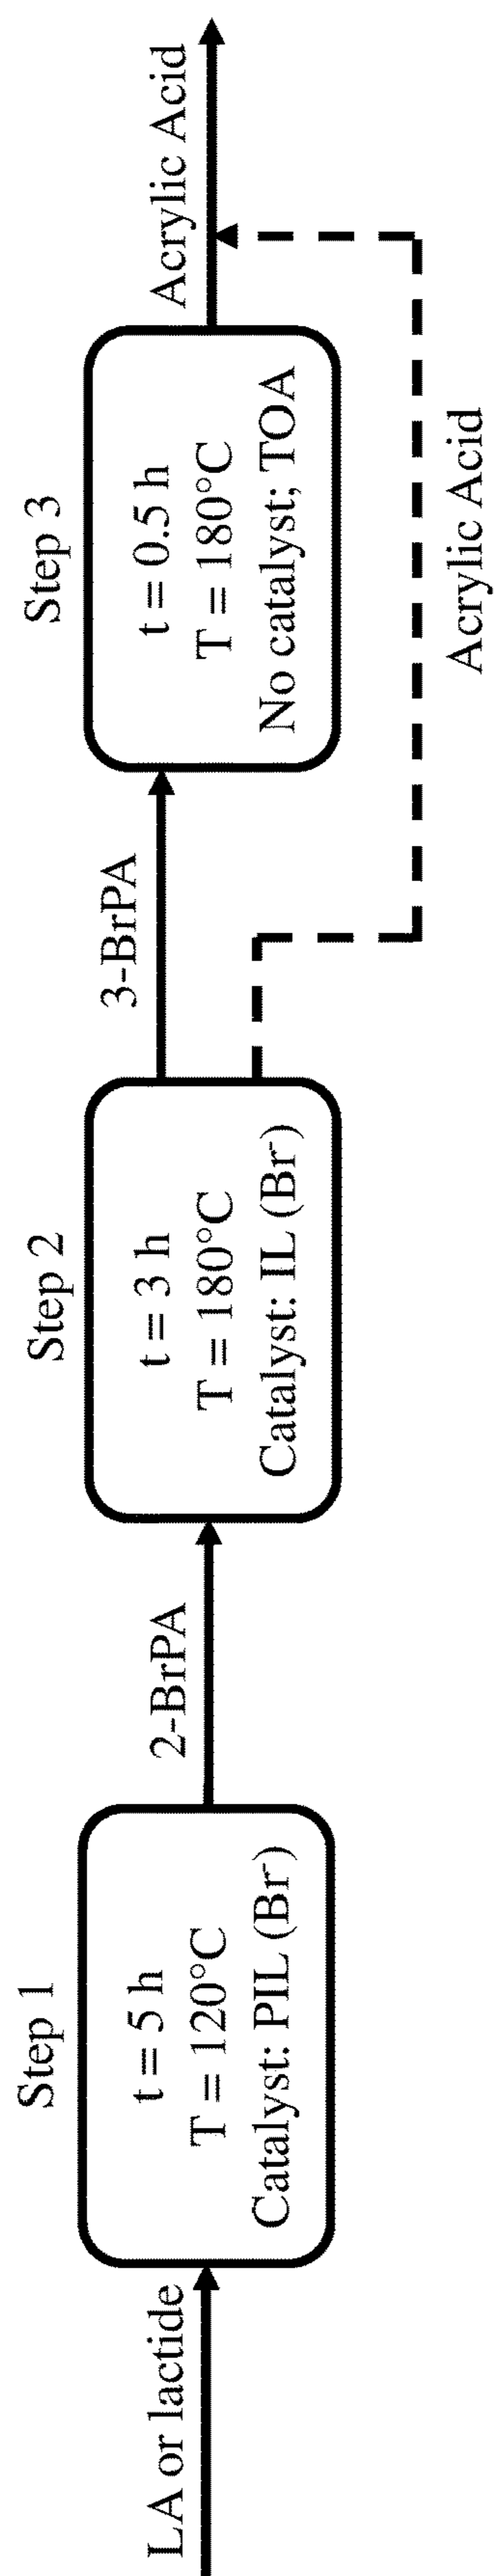 LA or lactide
Step 1
t = 5 h
T = 120°C
Catalyst: PIL (Br⁻)
2-BrPA
Step 2
t = 3 h
T = 180°C
Catalyst: IL (Br⁻)
3-BrPA
Step 3
t = 0.5 h
T = 180°C
No catalyst; TOA
Acrylic Acid
Acrylic Acid